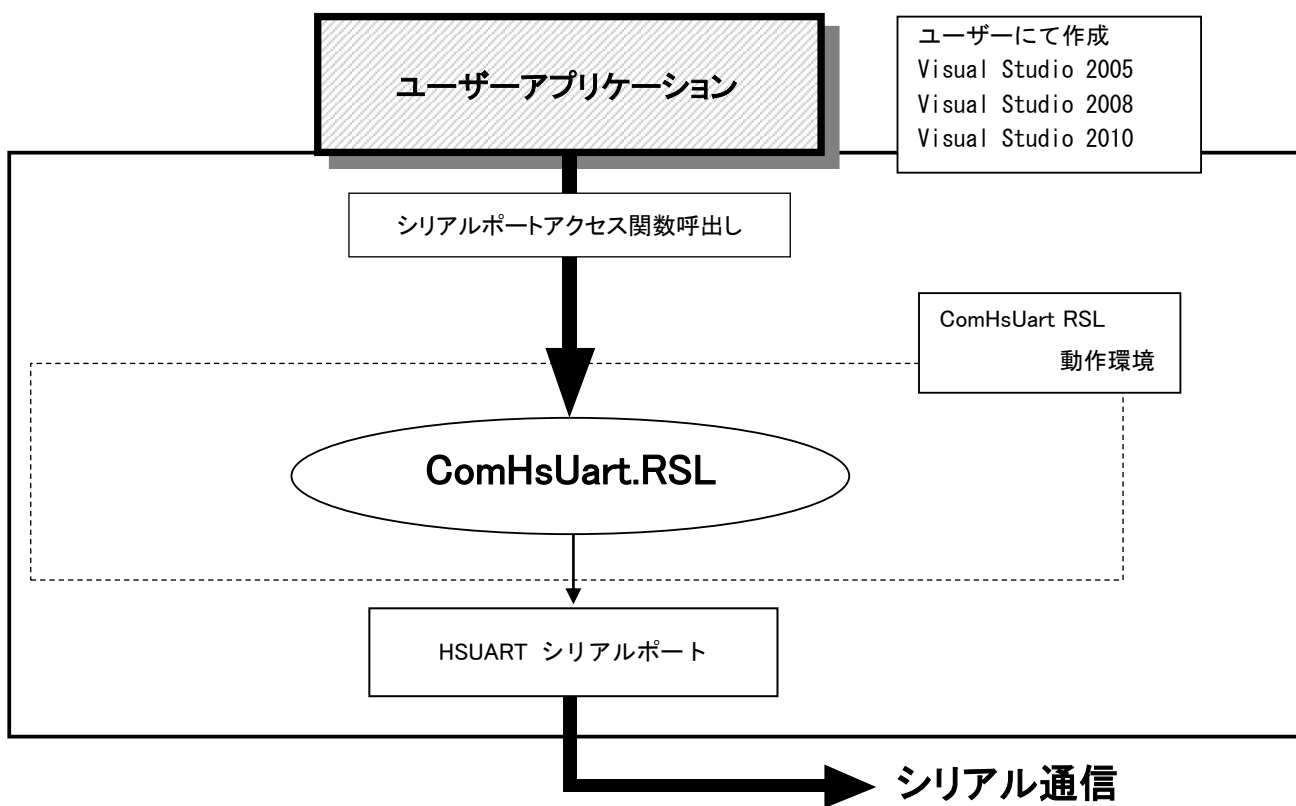 ユーザーアプリケーション
ユーザーにて作成
Visual Studio 2005
Visual Studio 2008
Visual Studio 2010
シリアルポートアクセス関数呼出し
ComHsUart RSL
動作環境
ComHsUart.RSL
HSUART シリアルポート
シリアル通信